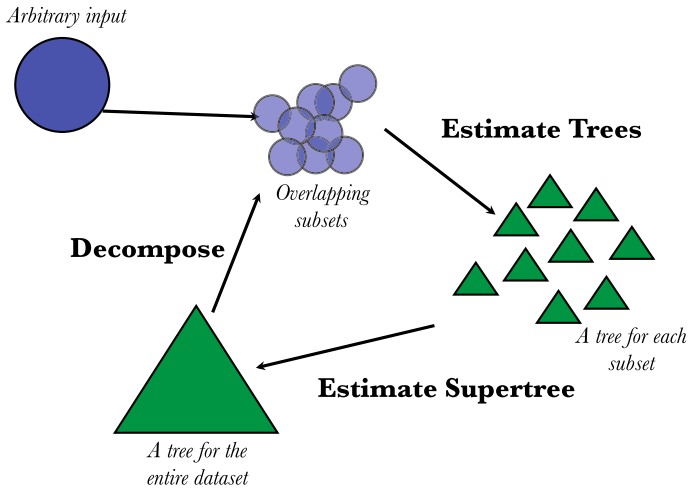 Arbitrary input
Estimate Trees
Overlapping
subsets
Decompose
A tree for each
subset
Estimate Supertree
A tree for the
entire dataset